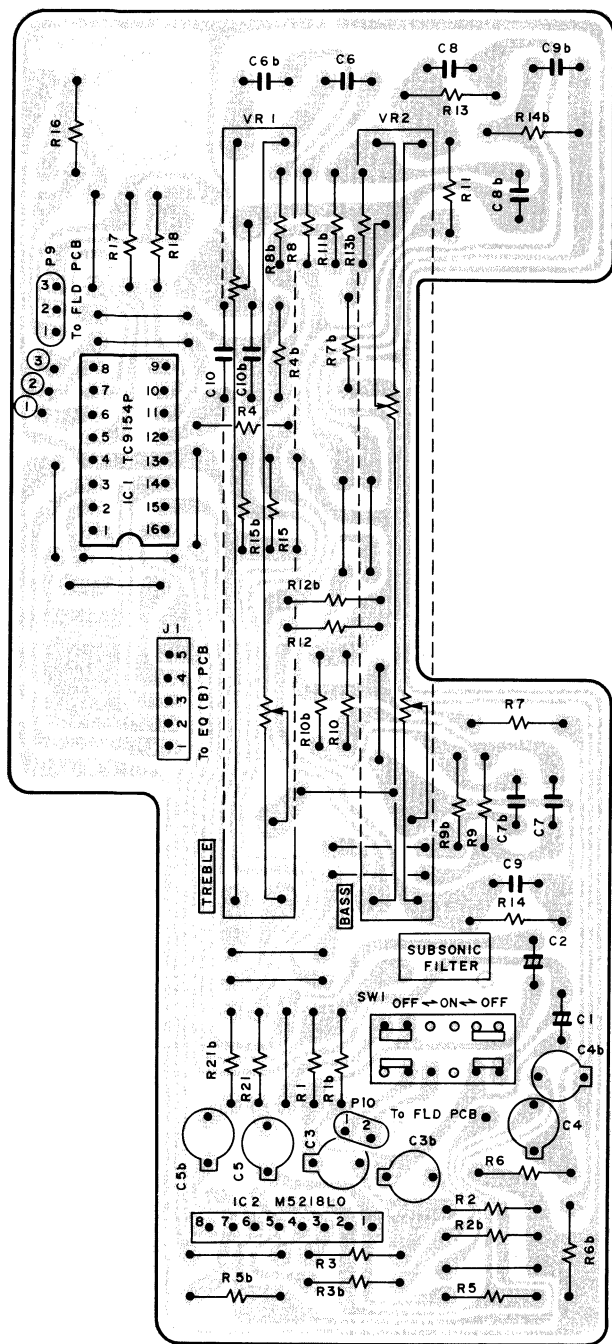 C6b
C6
C8
C9b
R13
R16
VR1
VR2
R14b
R11
C8b
R8b
R8
R11b
R13b
R17
R18
P9
To FLD PCB
3
2
1
3
2
1
C10
C10b
R4b
R7b
R4
8 9
7 10
6 11
5 12
4 13
3 14
2 15
1 16
IC1 TC9154P
R15b
R15
R12b
R12
J1
5
4
3
2
1
To EQ (B) PCB
R10b
R10
R7
R9b
R9
C7b
C7
TREBLE
BASS
C9
R14
SUBSONIC
FILTER
C2
SW1
OFF ↔ ON ↔ OFF
C1
C4b
R21b
R21
R1
R1b
P10
1
2
To FLD PCB
C4
C5b
C5
C3
C3b
R6
IC2 M5218LO
8 7 6 5 4 3 2 1
R2
R2b
R3
R3b
R5b
R5
R6b